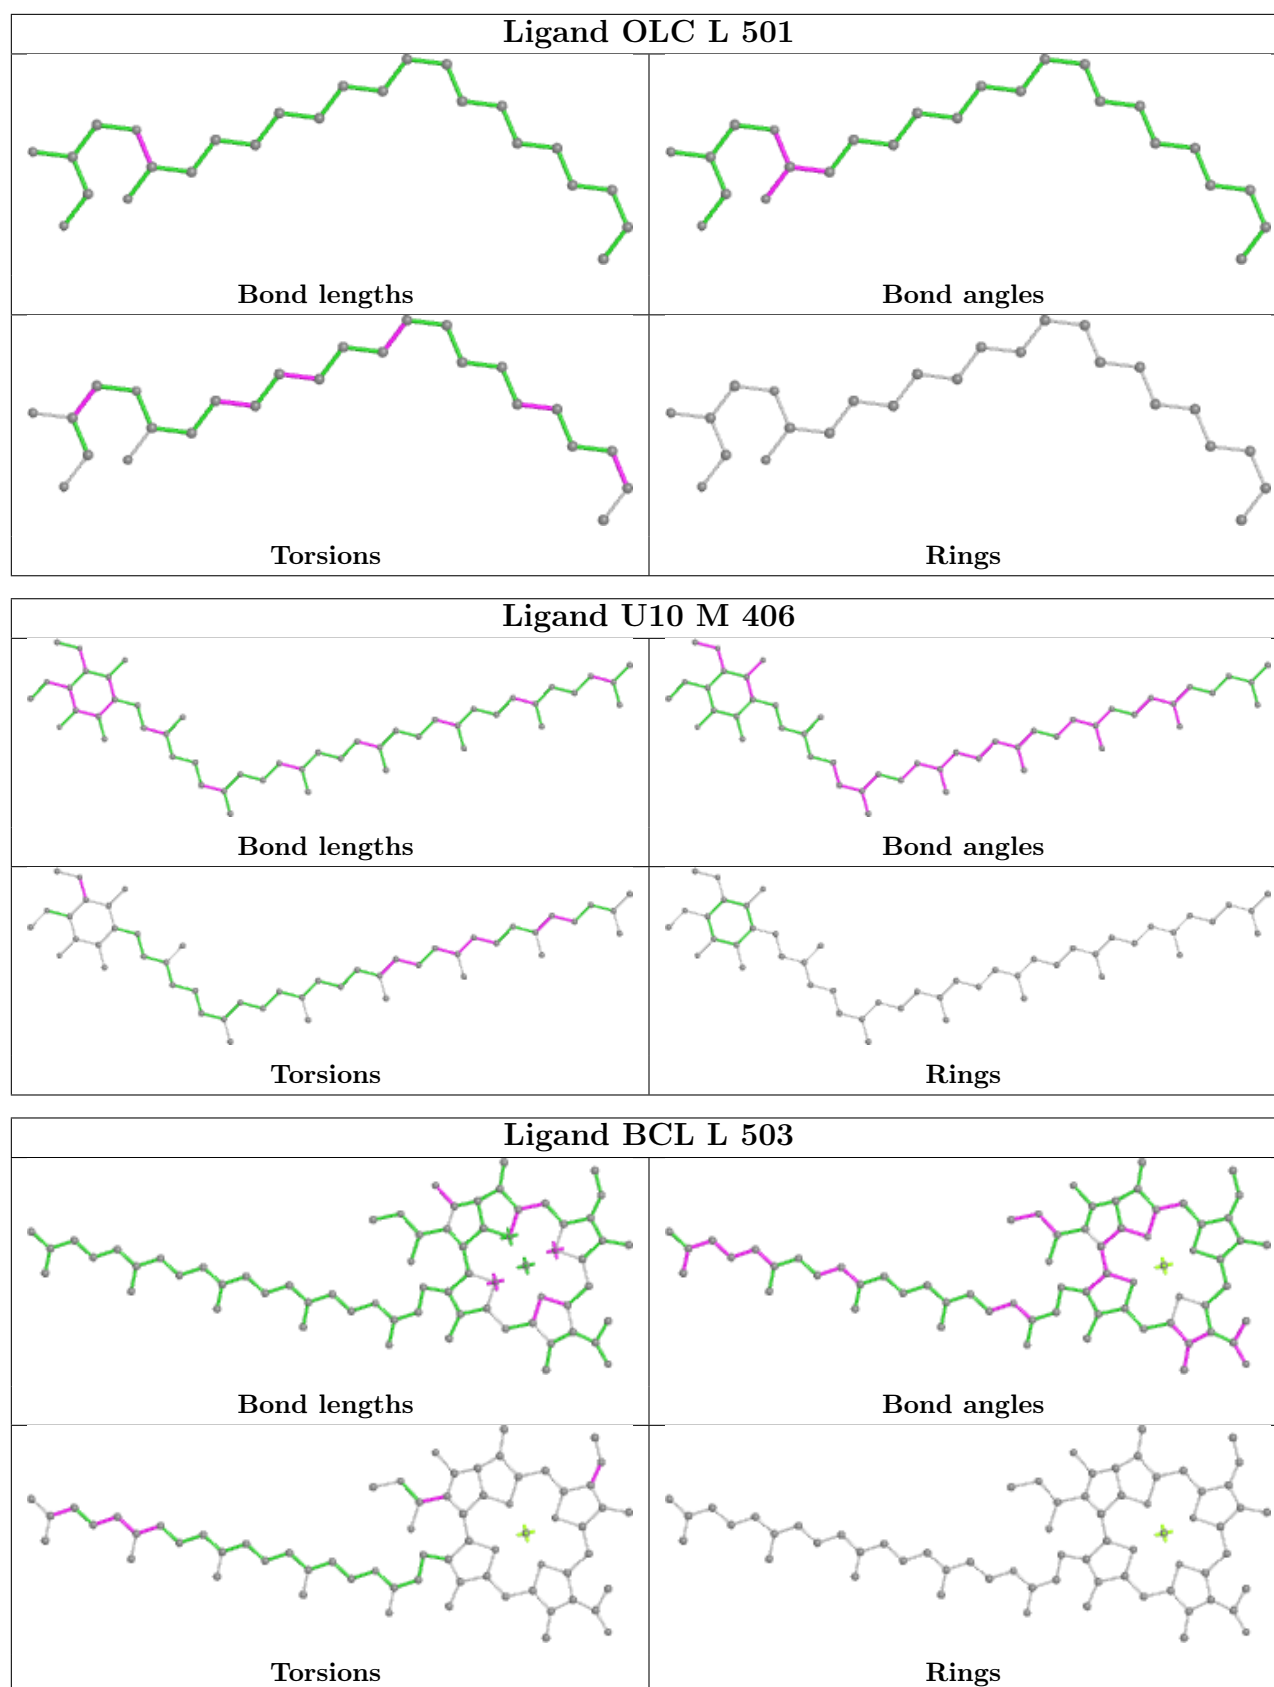 Ligand OLC L 501
Bond lengths
Bond angles
Torsions
Rings
Ligand U10 M 406
Bond lengths
Bond angles
Torsions
Rings
Ligand BCL L 503
Bond lengths
Bond angles
Torsions
Rings